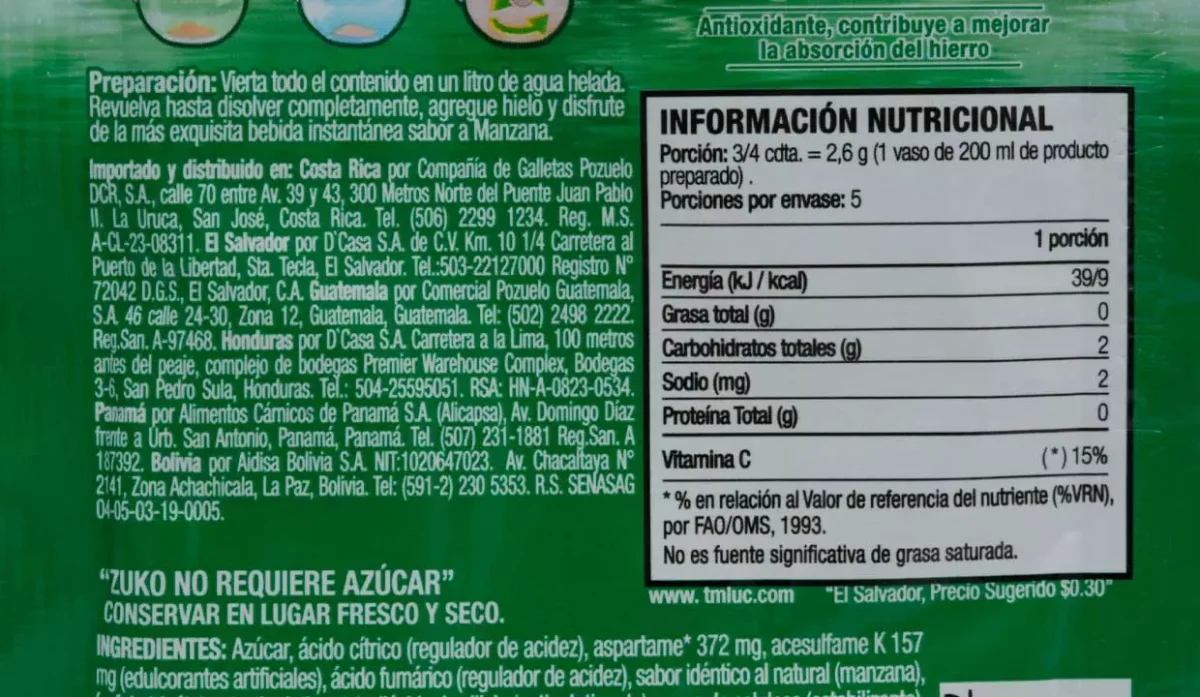 Antioxidante, contribuye a mejorar
la absorción del hierro
Preparación: Vierta todo el contenido en un litro de agua helada.
Revuelva hasta disolver completamente, agregue hielo y disfrute
de la más exquisita bebida instantánea sabor a Manzana.
Importado y distribuido en: Costa Rica por Compañía de Galletas Pozuelo
DCR, S.A., calle 70 entre Av. 39 y 43, 300 Metros Norte del Puente Juan Pablo
II. La Uruca, San José, Costa Rica. Tel. (506) 2299 1234. Reg. M.S.
A-CL-23-08311. El Salvador por D'Casa S.A. de C.V. Km. 10 1/4 Carretera al
Puerto de la Libertad, Sta. Tecla, El Salvador. Tel.:503-22127000 Registro N°
72042 D.G.S., El Salvador, C.A. Guatemala por Comercial Pozuelo Guatemala,
S.A. 46 calle 24-30, Zona 12, Guatemala, Guatemala. Tel: (502) 2498 2222.
Reg.San. A-97468. Honduras por D'Casa S.A. Carretera a la Lima, 100 metros
antes del peaje, complejo de bodegas Premier Warehouse Complex, Bodegas
3-6, San Pedro Sula, Honduras. Tel.: 504-25595051. RSA: HN-A-0823-0534.
Panamá por Alimentos Cárnicos de Panamá S.A. (Alicapsa), Av. Domingo Díaz
frente a Urb. San Antonio, Panamá, Panamá. Tel. (507) 231-1881 Reg.San. A
187392. Bolivia por Aidisa Bolivia S.A. NIT:1020647023. Av. Chacaltaya N°
2141, Zona Achachicala, La Paz, Bolivia. Tel: (591-2) 230 5353. R.S. SENASAG
04-05-03-19-0005.
"ZUKO NO REQUIERE AZÚCAR"
CONSERVAR EN LUGAR FRESCO Y SECO.
INGREDIENTES: Azúcar, ácido cítrico (regulador de acidez), aspartame* 372 mg, acesulfame K 157
mg (edulcorantes artificiales), ácido fumárico (regulador de acidez), sabor idéntico al natural (manzana),
INFORMACIÓN NUTRICIONAL
Porción: 3/4 cdta. = 2,6 g (1 vaso de 200 ml de producto
preparado) .
Porciones por envase: 5
1 porción
Energía (kJ / kcal) 39/9
Grasa total (g) 0
Carbohidratos totales (g) 2
Sodio (mg) 2
Proteína Total (g) 0
Vitamina C (*) 15%
* % en relación al Valor de referencia del nutriente (%VRN),
por FAO/OMS, 1993.
No es fuente significativa de grasa saturada.
www. tmluc.com "El Salvador, Precio Sugerido $0.30"